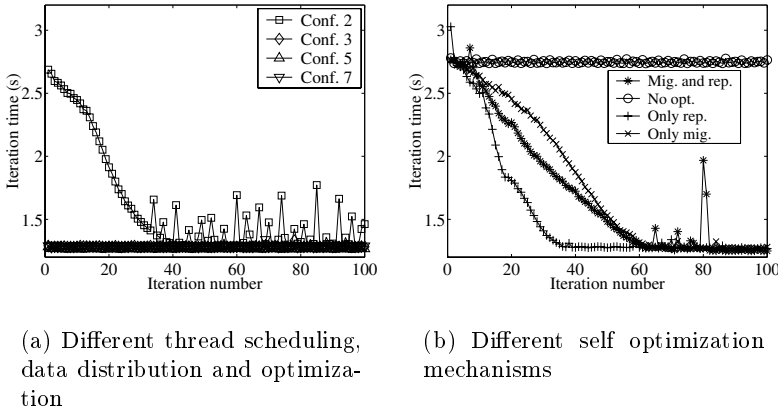 3
2.5
2
1.5
0 20 40 60 80 100
Iteration number
Iteration time (s)
Conf. 2
Conf. 3
Conf. 5
Conf. 7
3
2.5
2
1.5
0 20 40 60 80 100
Iteration number
Iteration time (s)
Mig. and rep.
No opt.
Only rep.
Only mig.
(a) Different thread scheduling,
data distribution and optimiza-
tion
(b) Different self optimization
mechanisms